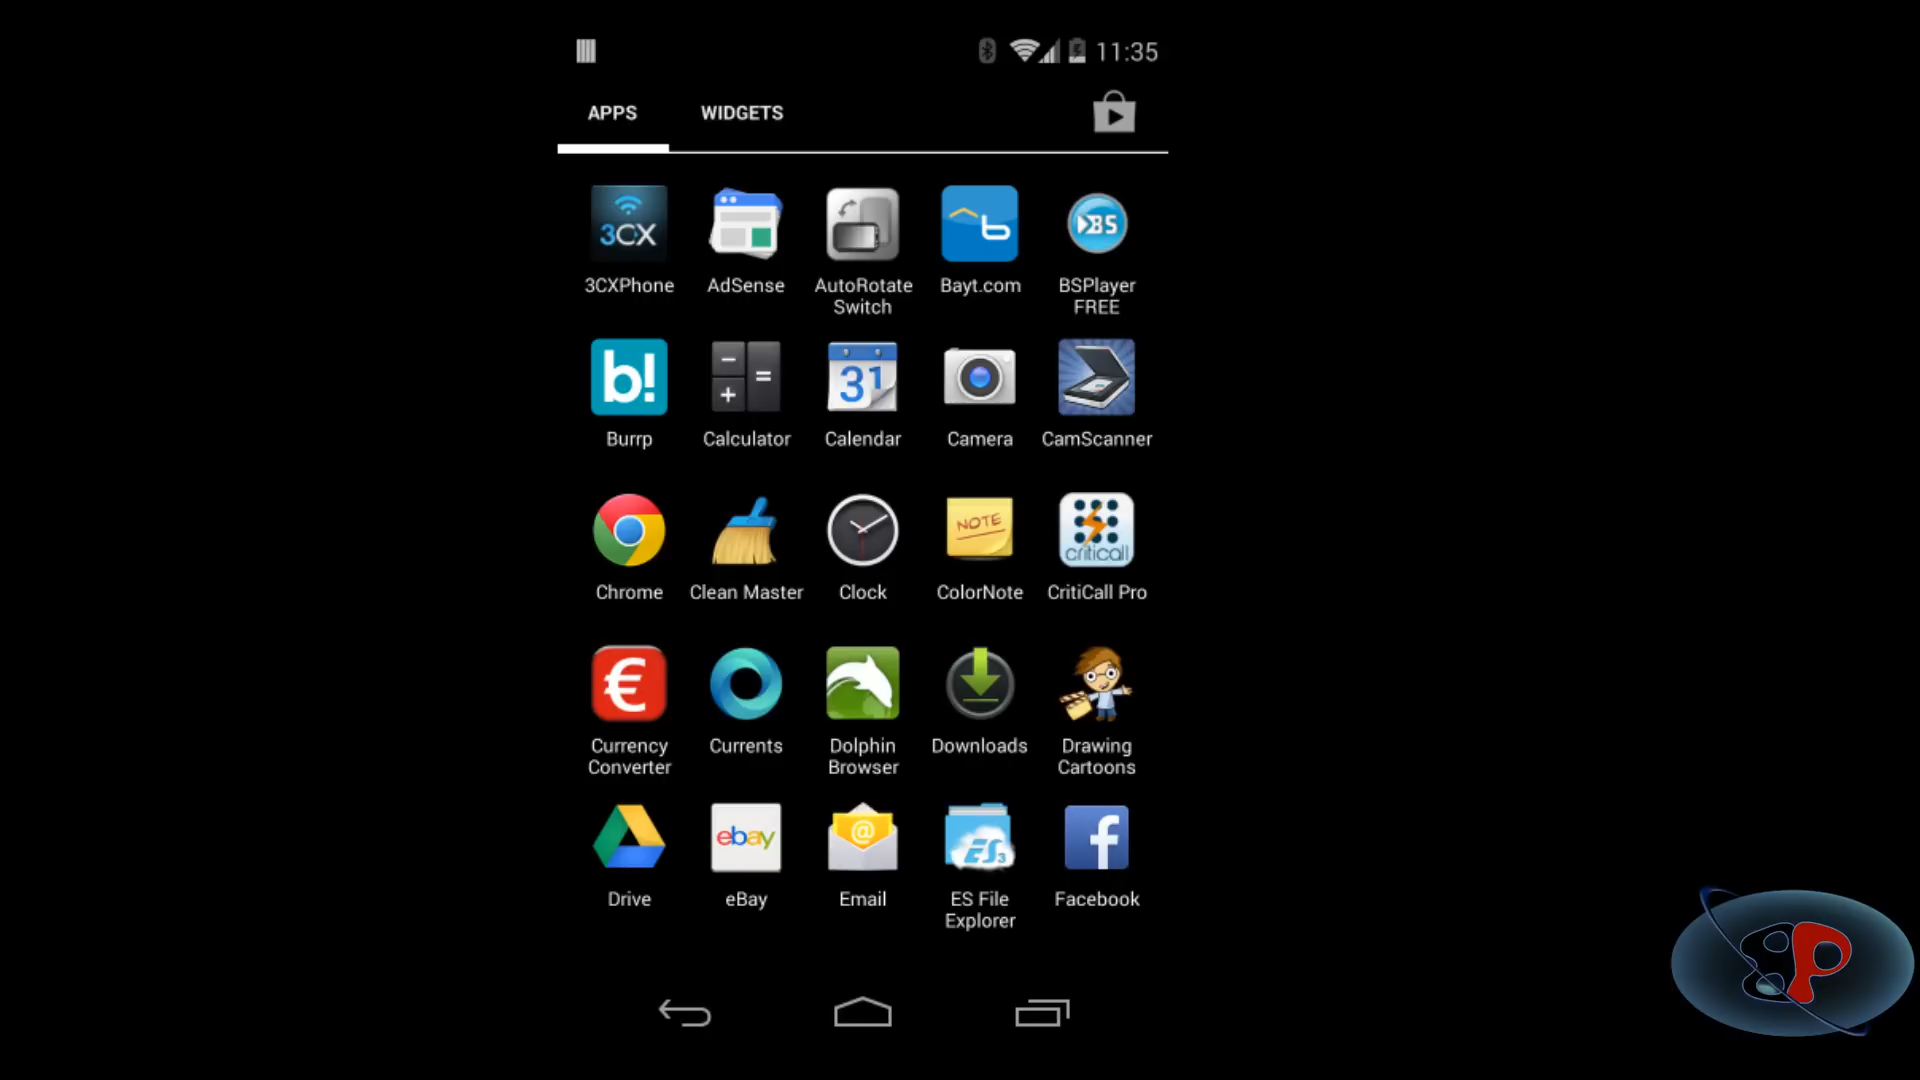 11:35
APPS WIDGETS
3CX
3CXPhone AdSense AutoRotate Bayt.com BSPlayer
Switch FREE
b BS
b! - + = 31
Burrp Calculator Calendar Camera CamScanner
NOTE criticall
Chrome Clean Master Clock ColorNote CritiCall Pro
€
Currency Currents Dolphin Downloads Drawing
Converter Browser Cartoons
ebay @ ES3 f
Drive eBay Email ES File Facebook
Explorer
P